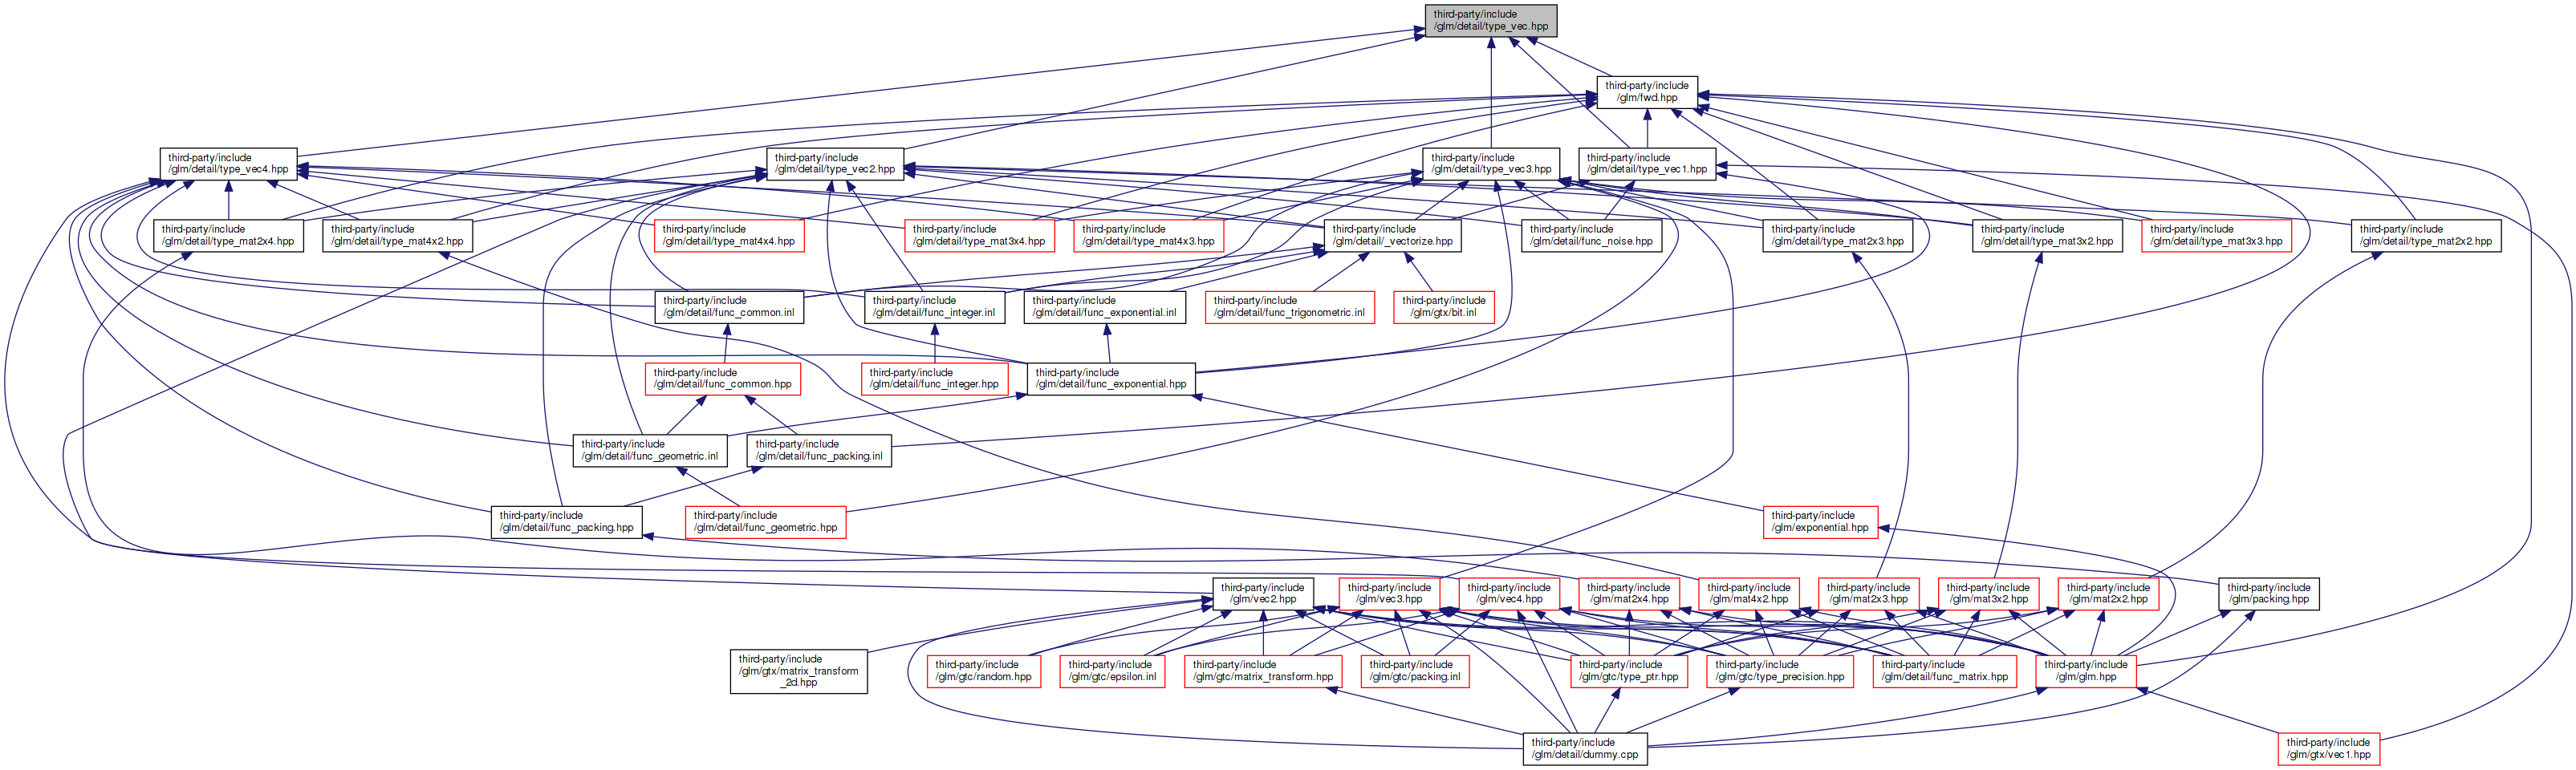 third-party/include
/glm/detail/type_vec.hpp
third-party/include
/glm/fwd.hpp
third-party/include
/glm/detail/type_vec4.hpp
third-party/include
/glm/detail/type_vec2.hpp
third-party/include
/glm/detail/type_vec3.hpp
third-party/include
/glm/detail/type_vec1.hpp
third-party/include
/glm/detail/type_mat2x4.hpp
third-party/include
/glm/detail/type_mat4x2.hpp
third-party/include
/glm/detail/type_mat4x4.hpp
third-party/include
/glm/detail/type_mat3x4.hpp
third-party/include
/glm/detail/type_mat4x3.hpp
third-party/include
/glm/detail/_vectorize.hpp
third-party/include
/glm/detail/func_noise.hpp
third-party/include
/glm/detail/type_mat2x3.hpp
third-party/include
/glm/detail/type_mat3x2.hpp
third-party/include
/glm/detail/type_mat3x3.hpp
third-party/include
/glm/detail/type_mat2x2.hpp
third-party/include
/glm/detail/func_common.inl
third-party/include
/glm/detail/func_integer.inl
third-party/include
/glm/detail/func_exponential.inl
third-party/include
/glm/detail/func_trigonometric.inl
third-party/include
/glm/gtx/bit.inl
third-party/include
/glm/detail/func_common.hpp
third-party/include
/glm/detail/func_integer.hpp
third-party/include
/glm/detail/func_exponential.hpp
third-party/include
/glm/detail/func_geometric.inl
third-party/include
/glm/detail/func_packing.inl
third-party/include
/glm/detail/func_packing.hpp
third-party/include
/glm/detail/func_geometric.hpp
third-party/include
/glm/exponential.hpp
third-party/include
/glm/vec2.hpp
third-party/include
/glm/vec3.hpp
third-party/include
/glm/vec4.hpp
third-party/include
/glm/mat2x4.hpp
third-party/include
/glm/mat4x2.hpp
third-party/include
/glm/mat2x3.hpp
third-party/include
/glm/mat3x2.hpp
third-party/include
/glm/mat2x2.hpp
third-party/include
/glm/packing.hpp
third-party/include
/glm/gtx/matrix_transform
_2d.hpp
third-party/include
/glm/gtc/random.hpp
third-party/include
/glm/gtc/epsilon.inl
third-party/include
/glm/gtc/matrix_transform.hpp
third-party/include
/glm/gtc/packing.inl
third-party/include
/glm/gtc/type_ptr.hpp
third-party/include
/glm/gtc/type_precision.hpp
third-party/include
/glm/detail/func_matrix.hpp
third-party/include
/glm/glm.hpp
third-party/include
/glm/detail/dummy.cpp
third-party/include
/glm/gtx/vec1.hpp